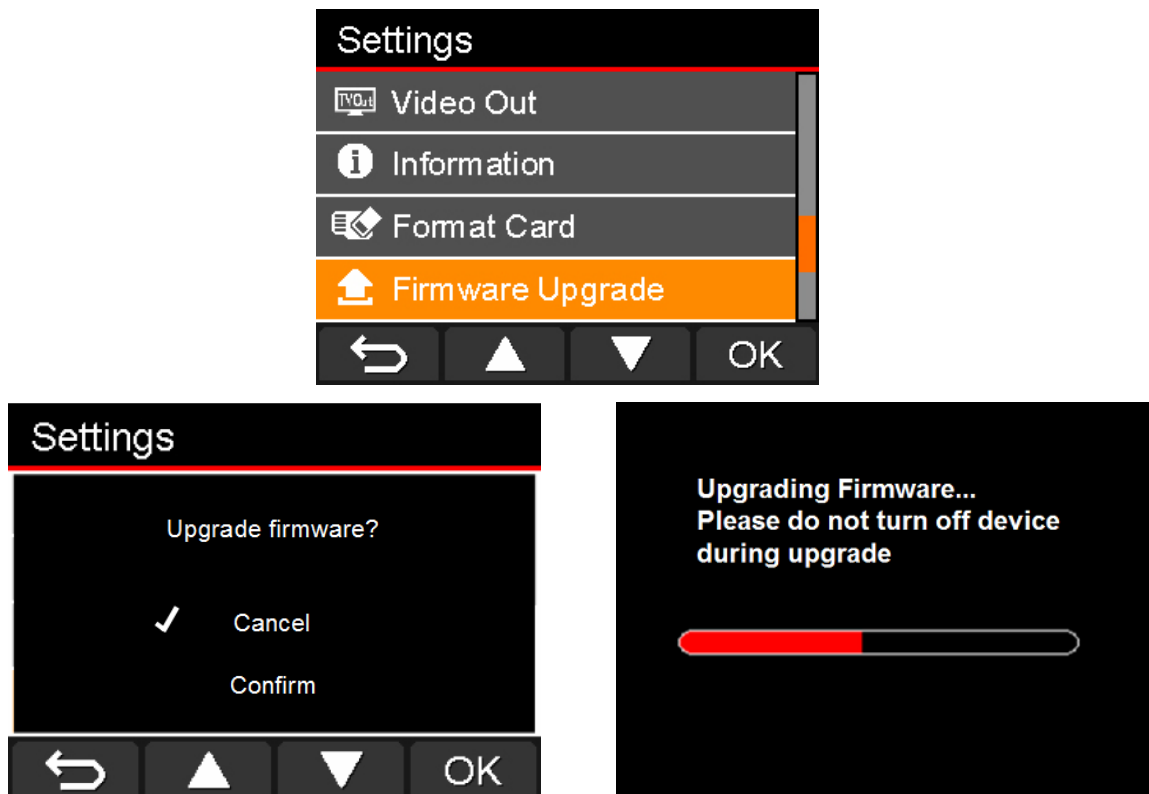 Settings
TVOut Video Out
Information
Format Card
Firmware Upgrade
OK
Settings
Upgrade firmware?
Cancel
Confirm
OK
Upgrading Firmware...
Please do not turn off device
during upgrade